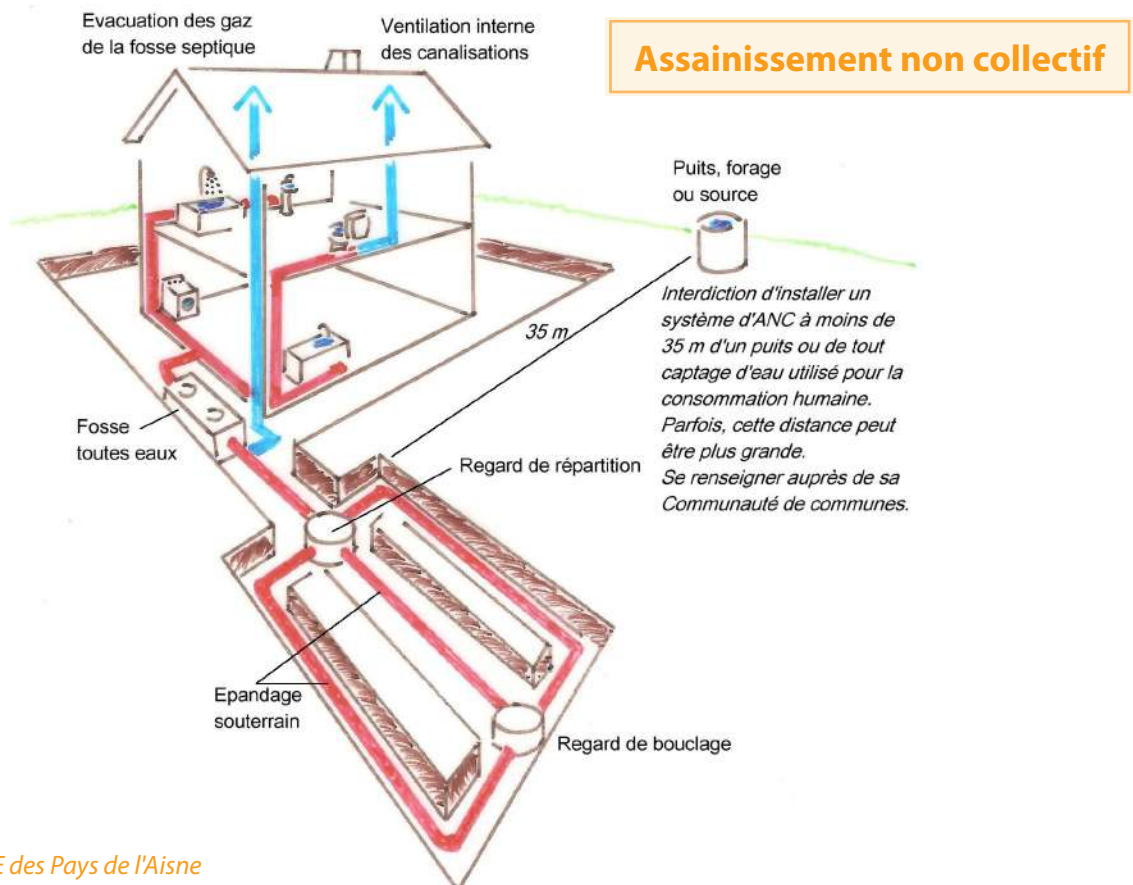 Evacuation des gaz
de la fosse septique
Ventilation interne
des canalisations
Assainissement non collectif
Puits, forage
ou source
35 m
Interdiction d'installer un
système d'ANC à moins de
35 m d'un puits ou de tout
captage d'eau utilisé pour la
consommation humaine.
Parfois, cette distance peut
être plus grande.
Se renseigner auprès de sa
Communauté de communes.
Fosse
toutes eaux
Regard de répartition
Epandage
souterrain
Regard de bouclage
des Pays de l'Aisne